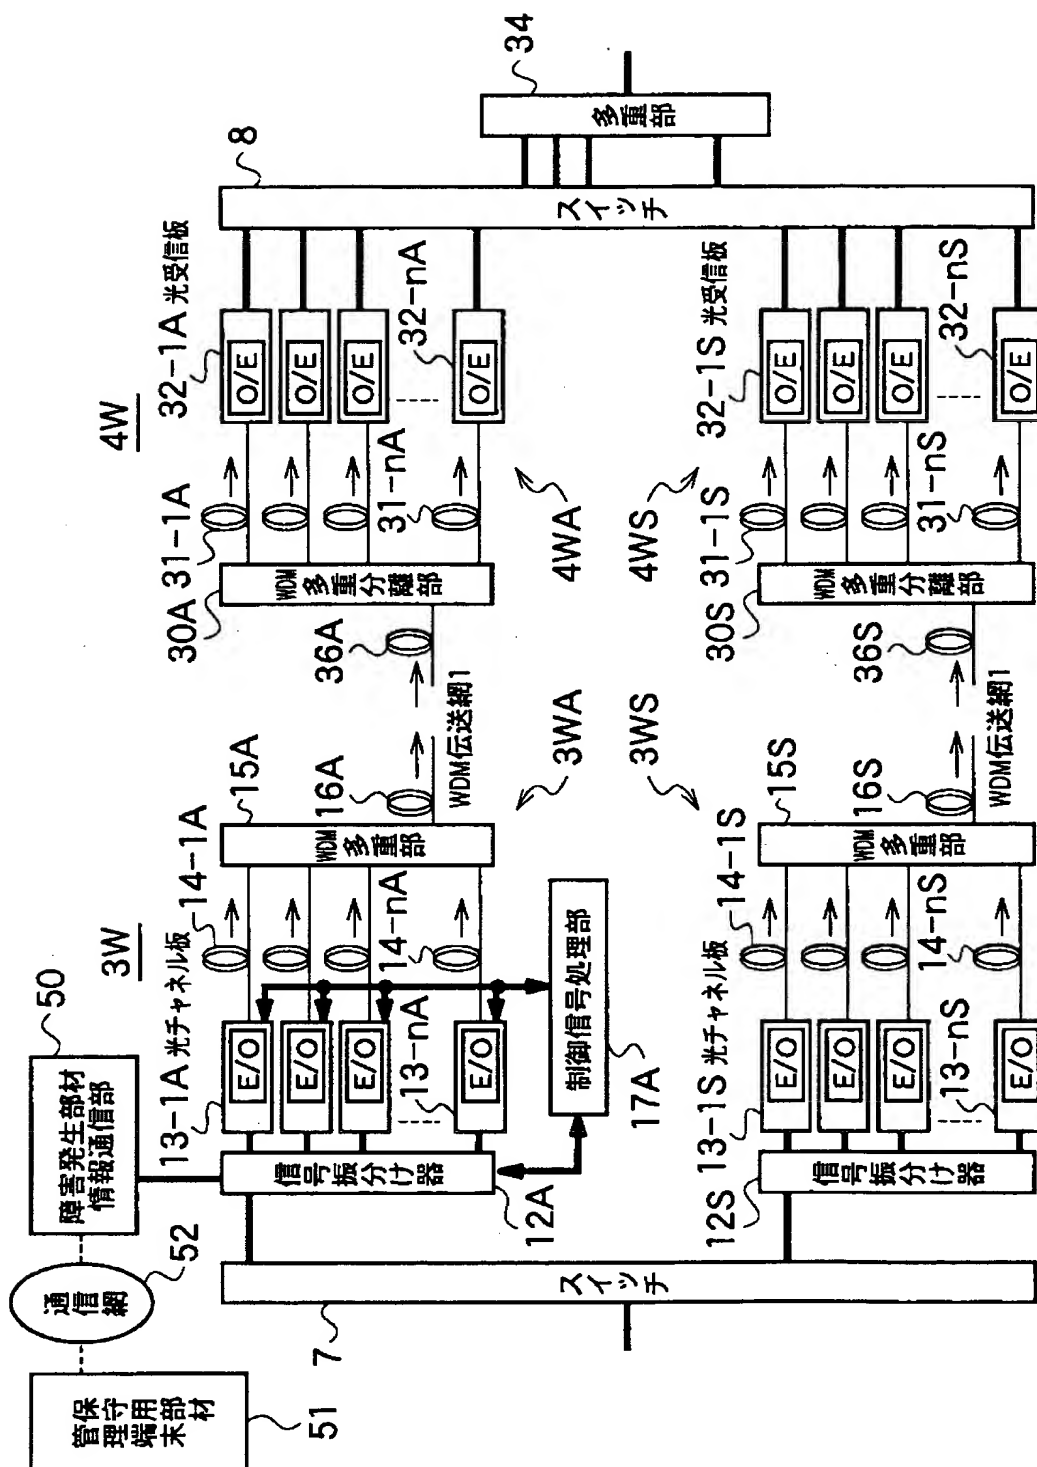 保守用部材
管理端末
51
通信網
52
障害発生部材
情報通信部
50
7
スイッチ
8
スイッチ
3W
4W
12A
信号振分け器
13-1A 光チャネル板
E/O
E/O
E/O
E/O
13-nA
14-1A
14-nA
制御信号処理部
17A
15A
WDM
多重部
16A
WDM伝送網1
36A
30A
WDM
多重分離部
31-1A
31-nA
32-1A 光受信板
O/E
O/E
O/E
O/E
32-nA
34
多重部
3WA
4WA
3WS
4WS
12S
信号振分け器
13-1S 光チャネル板
E/O
E/O
E/O
E/O
13-nS
14-1S
14-nS
15S
WDM
多重部
16S
WDM伝送網1
36S
30S
WDM
多重分離部
31-1S
31-nS
32-1S 光受信板
O/E
O/E
O/E
O/E
32-nS